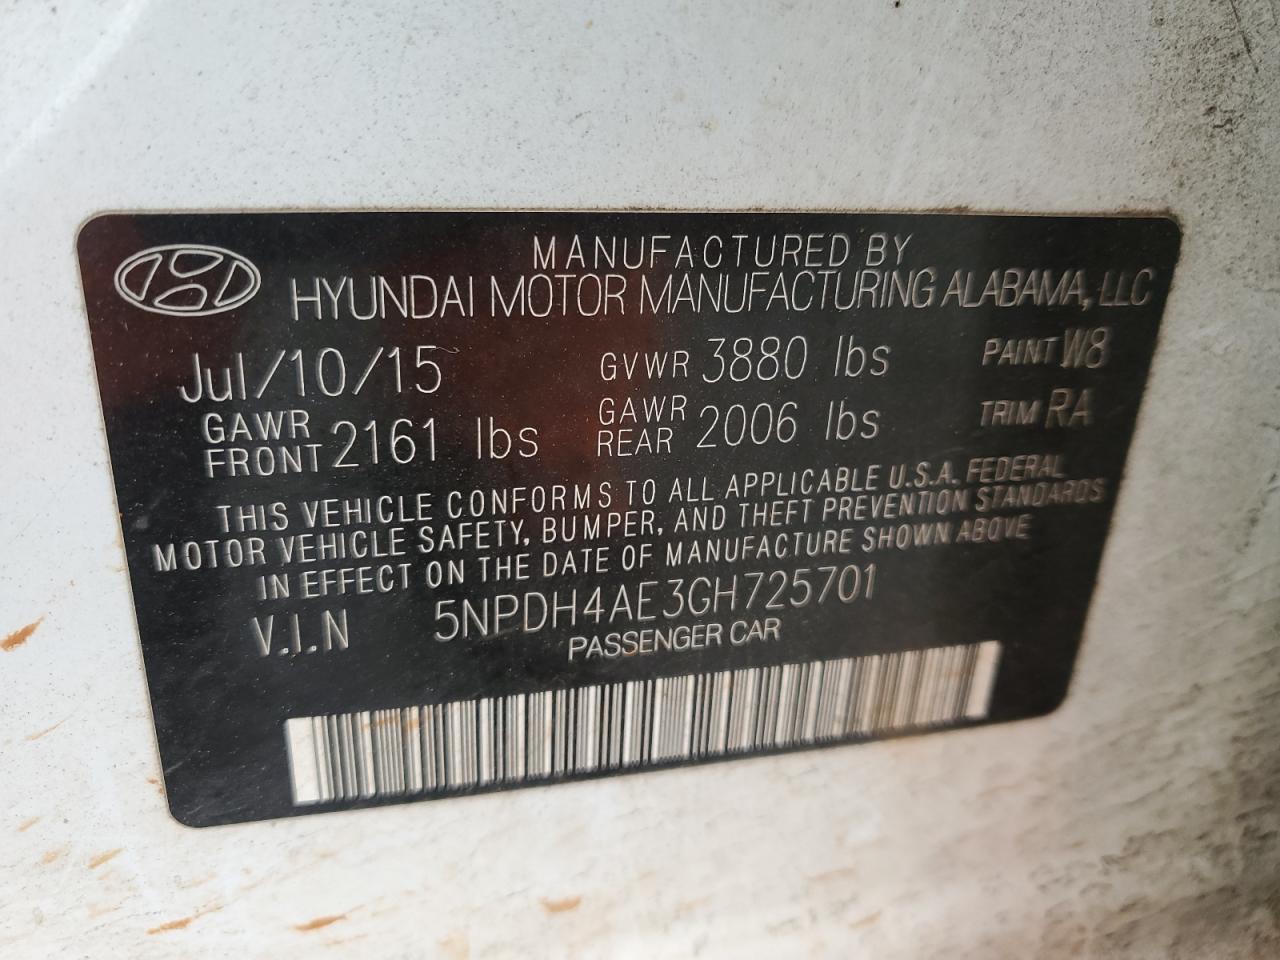 MANUFACTURED BY
HYUNDAI MOTOR MANUFACTURING ALABAMA, LLC
Jul/10/15 GVWR 3880 lbs PAINT W8
GAWR FRONT 2161 lbs GAWR REAR 2006 lbs TRIM RA
THIS VEHICLE CONFORMS TO ALL APPLICABLE U.S.A. FEDERAL
MOTOR VEHICLE SAFETY, BUMPER, AND THEFT PREVENTION STANDARDS
IN EFFECT ON THE DATE OF MANUFACTURE SHOWN ABOVE
V.I.N 5NPDH4AE3GH725701
PASSENGER CAR